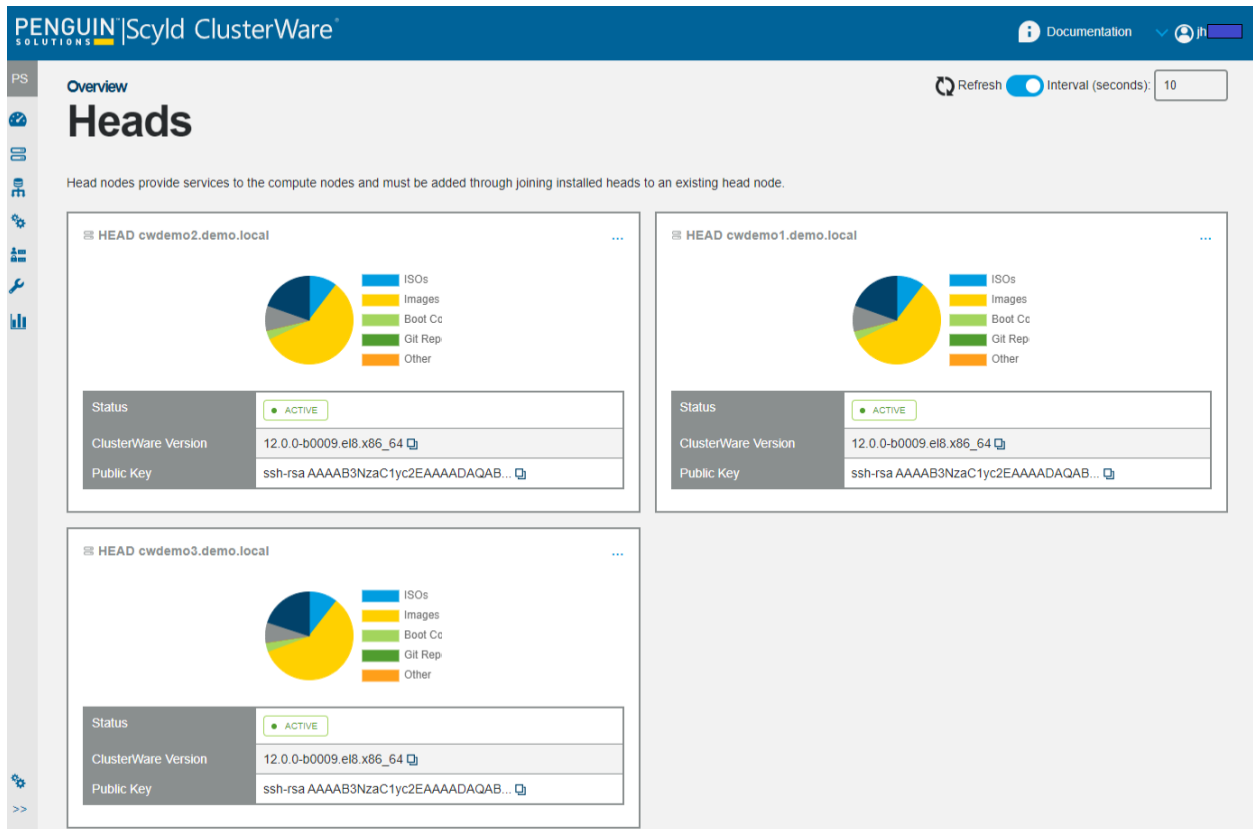 PENGUIN SOLUTIONS | Scyld ClusterWare®
Documentation
jh
PS
Overview
Refresh Interval (seconds): 10
Heads
Head nodes provide services to the compute nodes and must be added through joining installed heads to an existing head node.
HEAD cwdemo2.demo.local ...
ISOs
Images
Boot Co
Git Rep
Other
Status ACTIVE
ClusterWare Version 12.0.0-b0009.el8.x86_64
Public Key ssh-rsa AAAAB3NzaC1yc2EAAAADAQAB...
HEAD cwdemo1.demo.local ...
ISOs
Images
Boot Co
Git Rep
Other
Status ACTIVE
ClusterWare Version 12.0.0-b0009.el8.x86_64
Public Key ssh-rsa AAAAB3NzaC1yc2EAAAADAQAB...
HEAD cwdemo3.demo.local ...
ISOs
Images
Boot Co
Git Rep
Other
Status ACTIVE
ClusterWare Version 12.0.0-b0009.el8.x86_64
Public Key ssh-rsa AAAAB3NzaC1yc2EAAAADAQAB...
>>